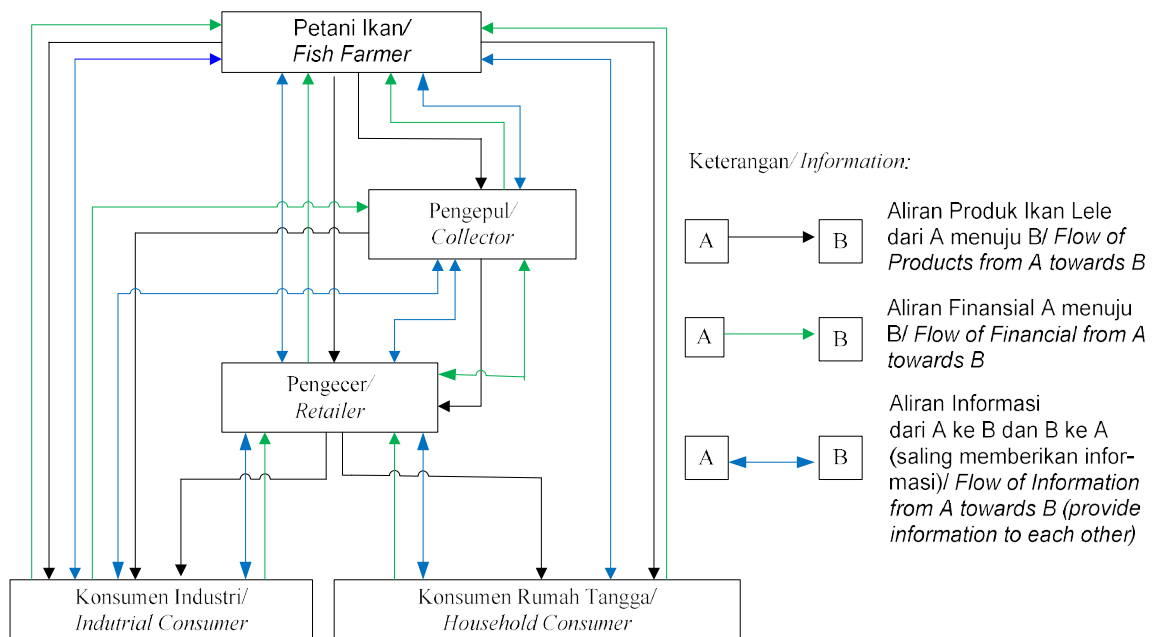 Petani Ikan/
Fish Farmer
Keterangan/ Information:
Pengepul/
Collector
A
B
Aliran Produk Ikan Lele
dari A menuju B/ Flow of
Products from A towards B
A
B
Aliran Finansial A menuju
B/ Flow of Financial from A
towards B
Pengecer/
Retailer
A
B
Aliran Informasi
dari A ke B dan B ke A
(saling memberikan infor-
masi)/ Flow of Information
from A towards B (provide
information to each other)
Konsumen Industri/
Indutrial Consumer
Konsumen Rumah Tangga/
Household Consumer